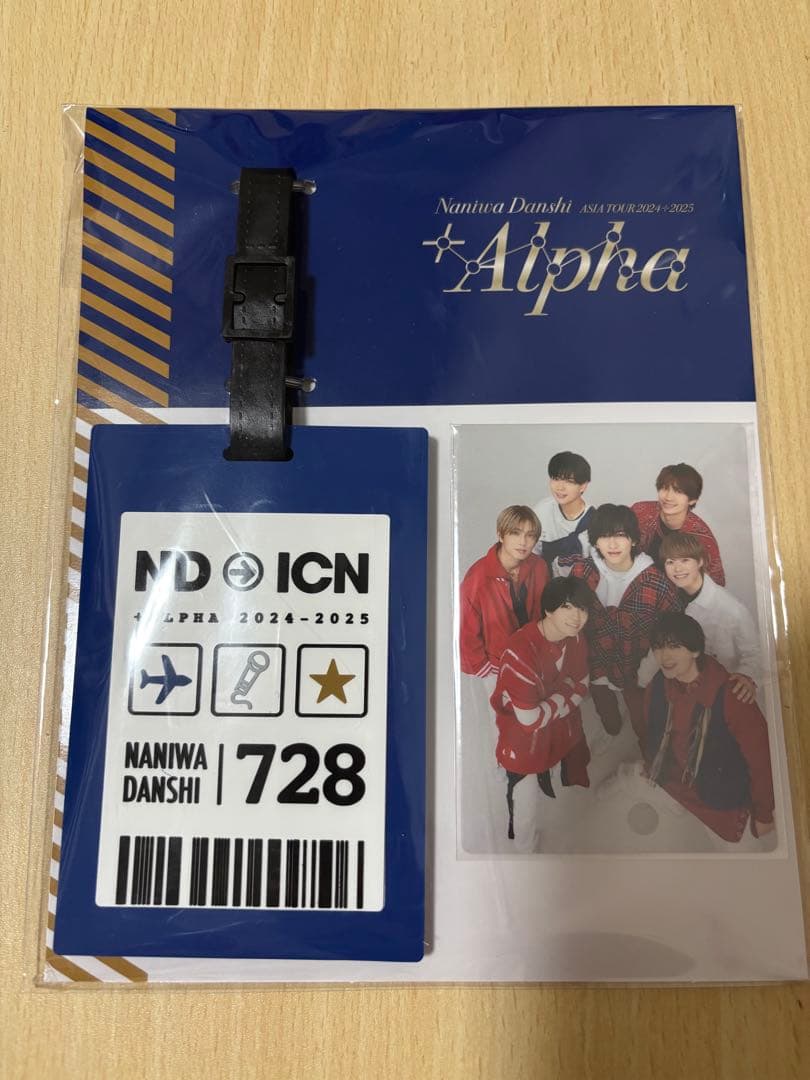 Naniwa Danshi ASIA TOUR 2024+2025
+Alpha
ND ICN
+ALPHA 2024-2025
NANIWA DANSHI | 728